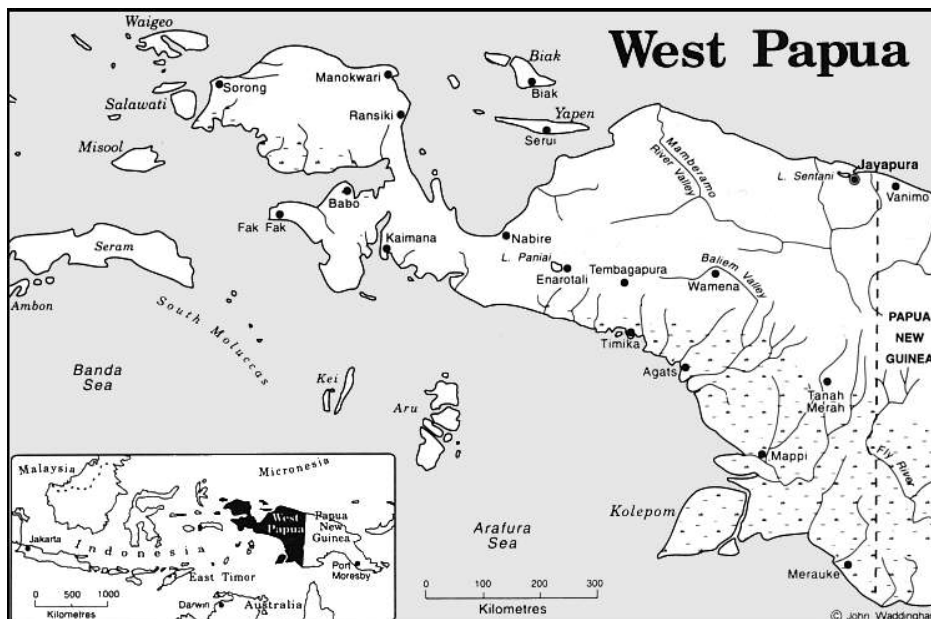 West Papua
Waigeo
Biak
Manokwari
Sorong
Biak
Salawati
Ransiki
Yapen
Serui
Misool
Mamberamo
River Valley
Jayapura
L. Sentani
Vanimo
Babo
Fak Fak
Kaimana
Nabire
Seram
L. Paniai
Enarotali
Tembagapura
Baliem Valley
Wamena
Ambon
South Moluccas
PAPUA
NEW
GUINEA
Timika
Banda
Sea
Agats
Kei
Aru
Tanah
Merah
Mappi
Fly River
Kolepom
Arafura
Sea
Merauke
0 100 200 300
Kilometres
© John Waddingham
Malaysia
Micronesia
West
Papua
Papua
New
Guinea
Jakarta
Indonesia
Port
Moresby
East Timor
0 500 1000
Kilometres
Darwin
Australia